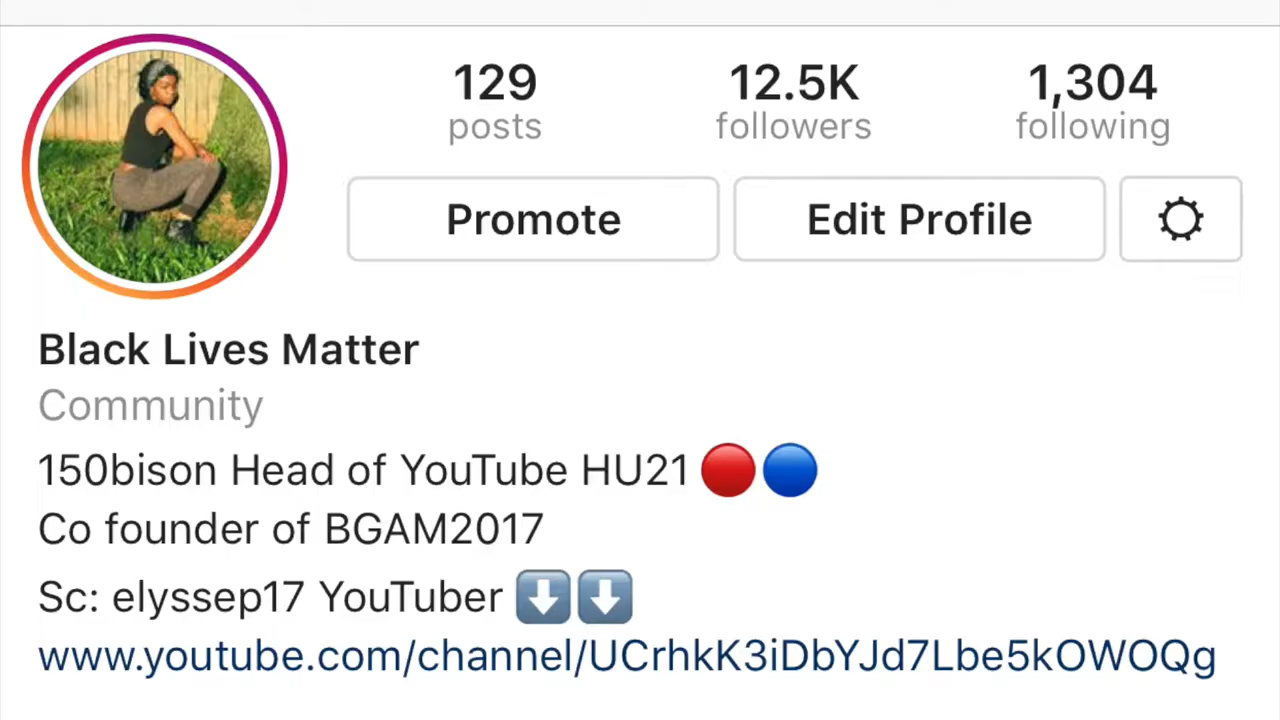 129 12.5K 1,304
posts followers following
Promote Edit Profile
Black Lives Matter
Community
150bison Head of YouTube HU21 🔴🔵
Co founder of BGAM2017
Sc: elyssep17 YouTuber ⬇️⬇️
www.youtube.com/channel/UCrhkK3iDbYJd7Lbe5kOWOQg